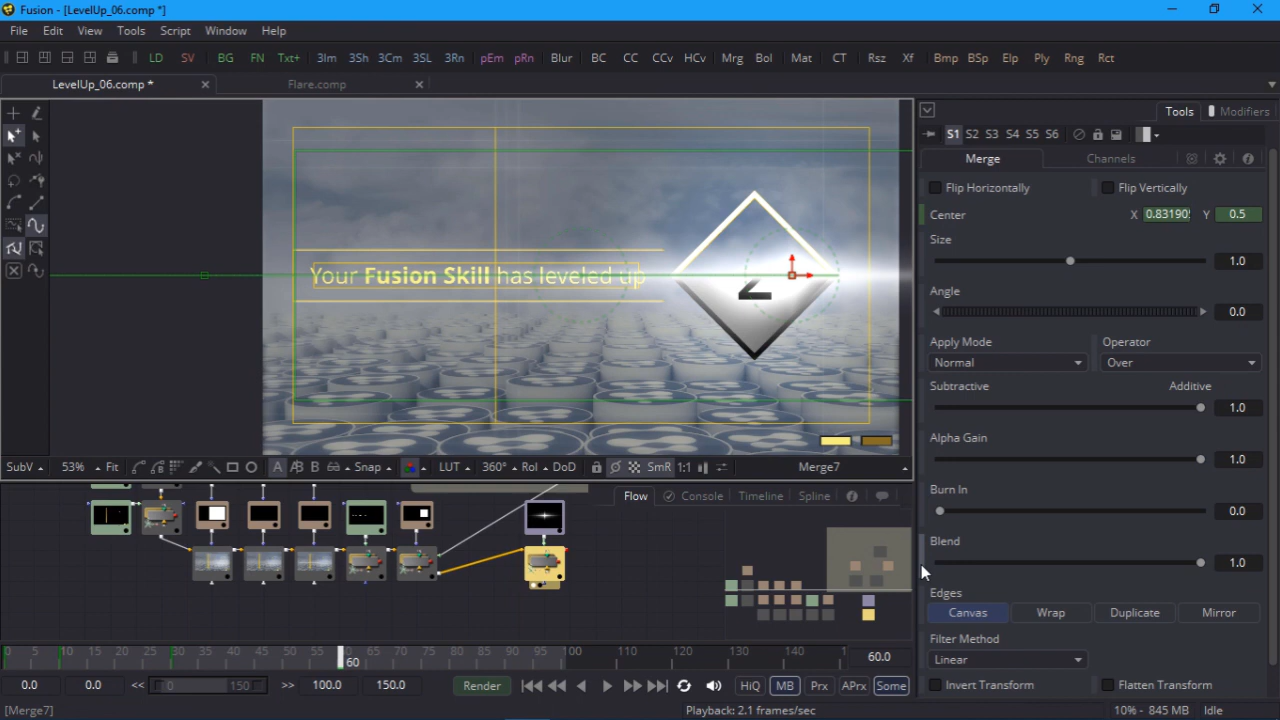 Fusion - [LevelUp_06.comp *]
File Edit View Tools Script Window Help
LD SV BG FN Txt+ 3Im 3Sh 3Cm 3SL 3Rn pEm pRn Blur BC CC CCv HCv Mrg Bol Mat CT Rsz Xf Bmp BSp Elp Ply Rng Rct
LevelUp_06.comp * Flare.comp
Tools Modifiers
S1 S2 S3 S4 S5 S6
Merge Channels
Flip Horizontally Flip Vertically
Center X 0.83190 Y 0.5
Size
1.0
Angle
0.0
Apply Mode Operator
Normal Over
Subtractive Additive
1.0
Alpha Gain
1.0
Burn In
0.0
Blend
1.0
Edges
Canvas Wrap Duplicate Mirror
Filter Method
Linear
Invert Transform Flatten Transform
Your Fusion Skill has leveled up
2
SubV 53% Fit A B B Snap LUT 360° RoI DoD SmR 1:1 Merge7
Flow Console Timeline Spline
0 5 10 15 20 25 30 35 40 45 50 55 60 65 70 75 80 85 90 95 100 110 120 130 140 1
60
60.0
0.0 0.0 << 0 150 >> 100.0 150.0 Render HiQ MB Prx APrx Some
[Merge7] Playback: 2.1 frames/sec 10% - 845 MB Idle